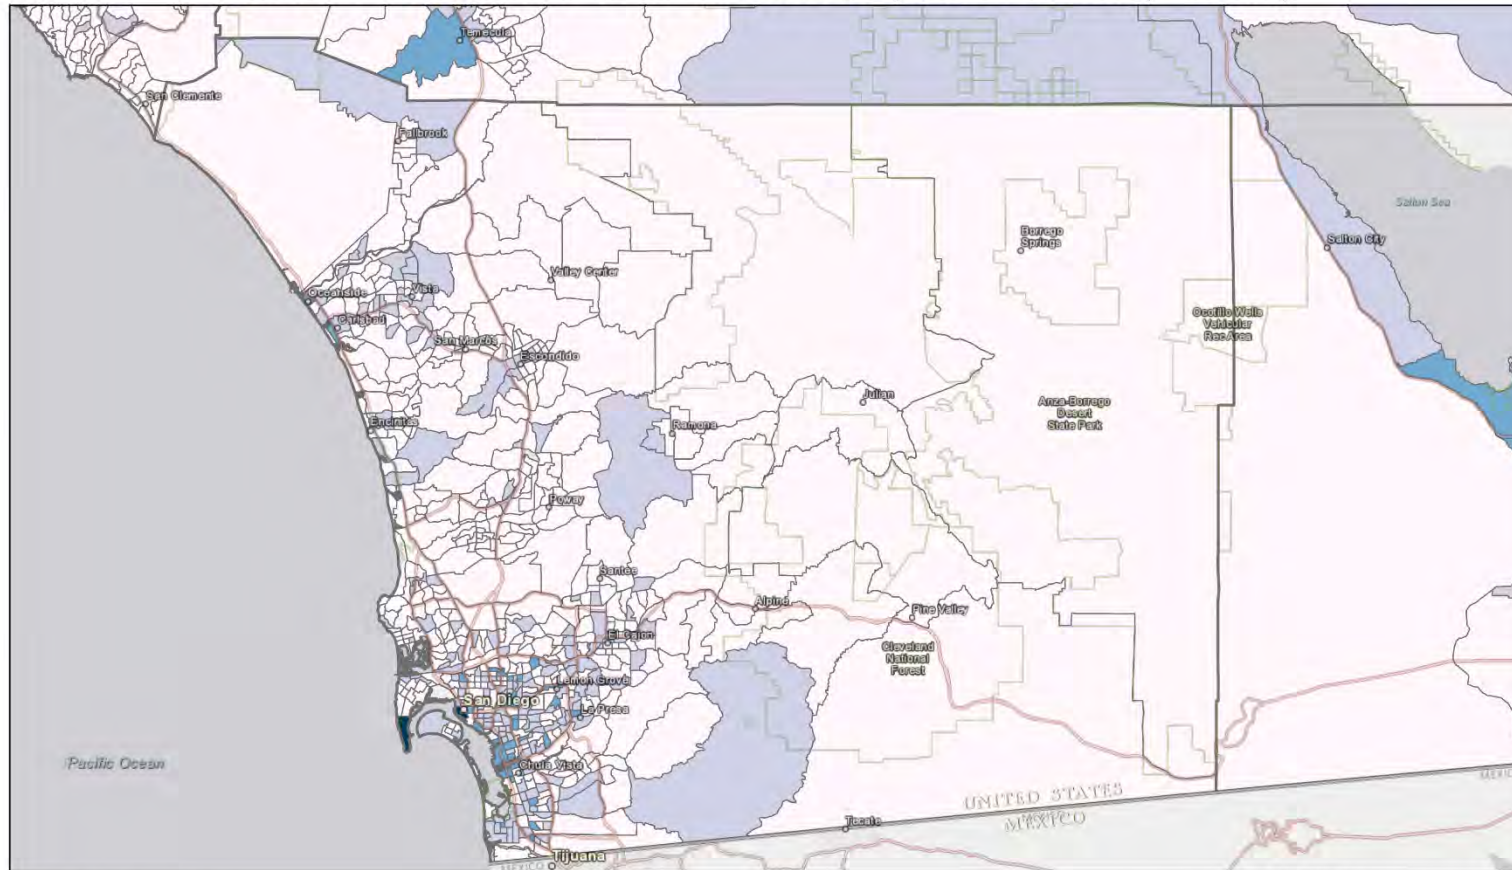 Temecula
San Clemente
Fallbrook
Salton Sea
Borrego
Springs
Salton City
Valley Center
Oceanside
Vista
Carlsbad
Ocotillo Wells
Vehicular
Rec Area
San Marcos
Escondido
Julian
Anza-Borrego
Desert
State Park
Encinitas
Ramona
Poway
Santee
Alpine
Pine Valley
El Cajon
Cleveland
National
Forest
Lemon Grove
San Diego
La Presa
Pacific Ocean
Chula Vista
UNITED STATES
MÉXICO
Tecate
Tijuana
MÉXICO